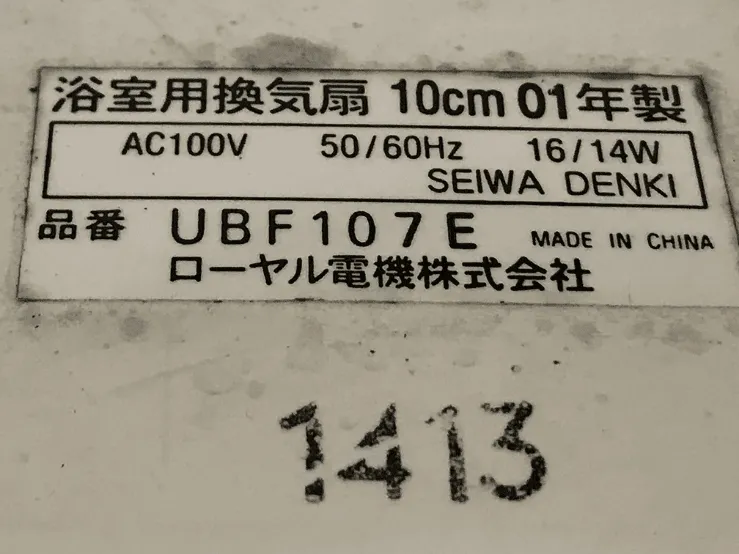 浴室用換気扇 10cm 01年製
AC100V 50/60Hz 16/14W
SEIWA DENKI
品番 UBF107E MADE IN CHINA
ローヤル電機株式会社
1413